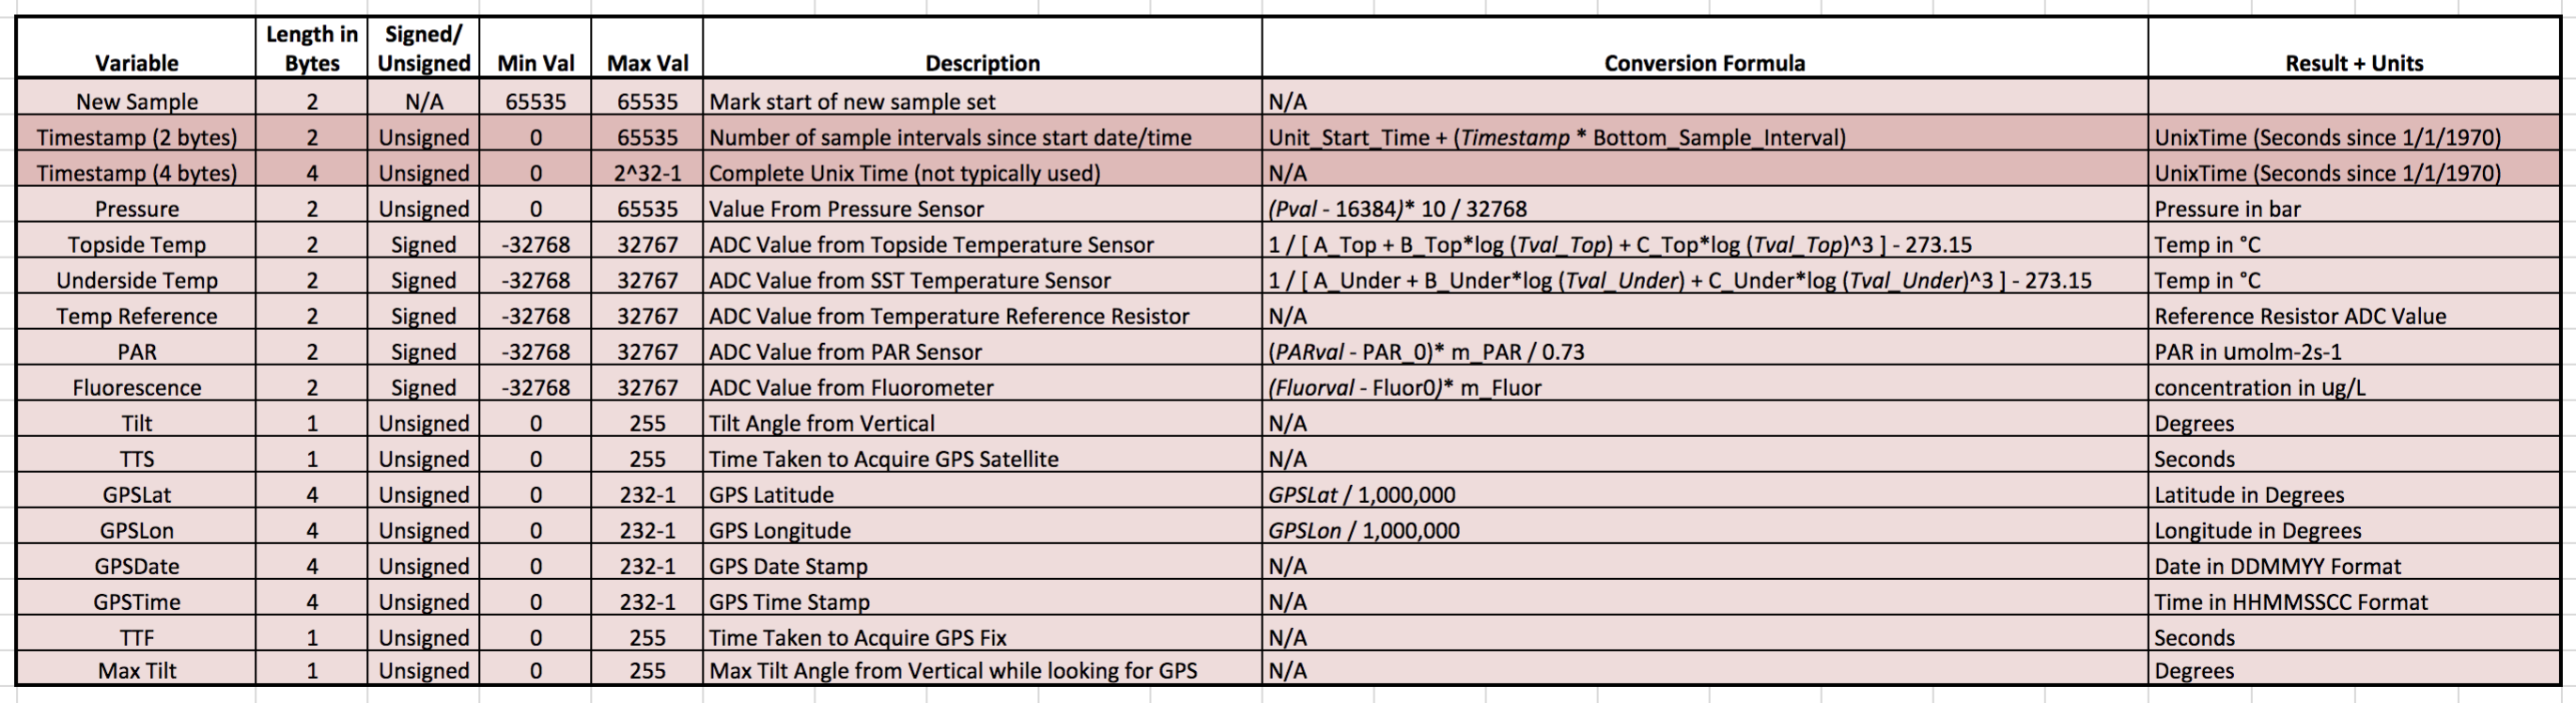 Variable Length in Bytes Signed/ Unsigned Min Val Max Val Description Conversion Formula Result + Units
New Sample 2 N/A 65535 65535 Mark start of new sample set N/A
Timestamp (2 bytes) 2 Unsigned 0 65535 Number of sample intervals since start date/time Unit_Start_Time + (Timestamp * Bottom_Sample_Interval) UnixTime (Seconds since 1/1/1970)
Timestamp (4 bytes) 4 Unsigned 0 2^32-1 Complete Unix Time (not typically used) N/A UnixTime (Seconds since 1/1/1970)
Pressure 2 Unsigned 0 65535 Value From Pressure Sensor (Pval - 16384)* 10 / 32768 Pressure in bar
Topside Temp 2 Signed -32768 32767 ADC Value from Topside Temperature Sensor 1 / [ A_Top + B_Top*log (Tval_Top) + C_Top*log (Tval_Top)^3 ] - 273.15 Temp in °C
Underside Temp 2 Signed -32768 32767 ADC Value from SST Temperature Sensor 1 / [ A_Under + B_Under*log (Tval_Under) + C_Under*log (Tval_Under)^3 ] - 273.15 Temp in °C
Temp Reference 2 Signed -32768 32767 ADC Value from Temperature Reference Resistor N/A Reference Resistor ADC Value
PAR 2 Signed -32768 32767 ADC Value from PAR Sensor (PARval - PAR_0)* m_PAR / 0.73 PAR in umolm-2s-1
Fluorescence 2 Signed -32768 32767 ADC Value from Fluorometer (Fluorval - Fluor0)* m_Fluor concentration in ug/L
Tilt 1 Unsigned 0 255 Tilt Angle from Vertical N/A Degrees
TTS 1 Unsigned 0 255 Time Taken to Acquire GPS Satellite N/A Seconds
GPSLat 4 Unsigned 0 232-1 GPS Latitude GPSLat / 1,000,000 Latitude in Degrees
GPSLon 4 Unsigned 0 232-1 GPS Longitude GPSLon / 1,000,000 Longitude in Degrees
GPSDate 4 Unsigned 0 232-1 GPS Date Stamp N/A Date in DDMMYY Format
GPSTime 4 Unsigned 0 232-1 GPS Time Stamp N/A Time in HHMMSSCC Format
TTF 1 Unsigned 0 255 Time Taken to Acquire GPS Fix N/A Seconds
Max Tilt 1 Unsigned 0 255 Max Tilt Angle from Vertical while looking for GPS N/A Degrees